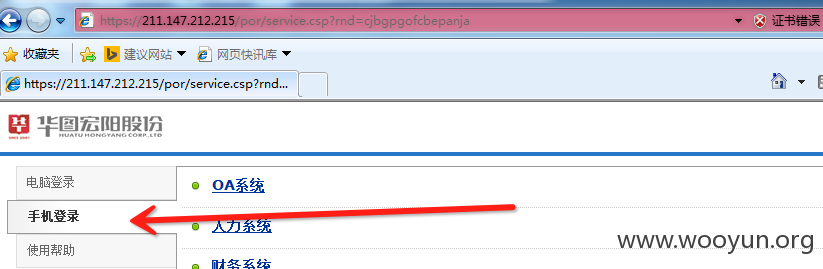 https://211.147.212.215/por/service.csp?rnd=cjbgpgofcbepanja 证书错误
收藏夹 建议网站 网页快讯库
https://211.147.212.215/por/service.csp?rnd...
华图宏阳股份
HUATU HONGYANG CORP.,LTD
电脑登录
OA系统
手机登录
人力系统
使用帮助
财务系统
www.wooyun.org